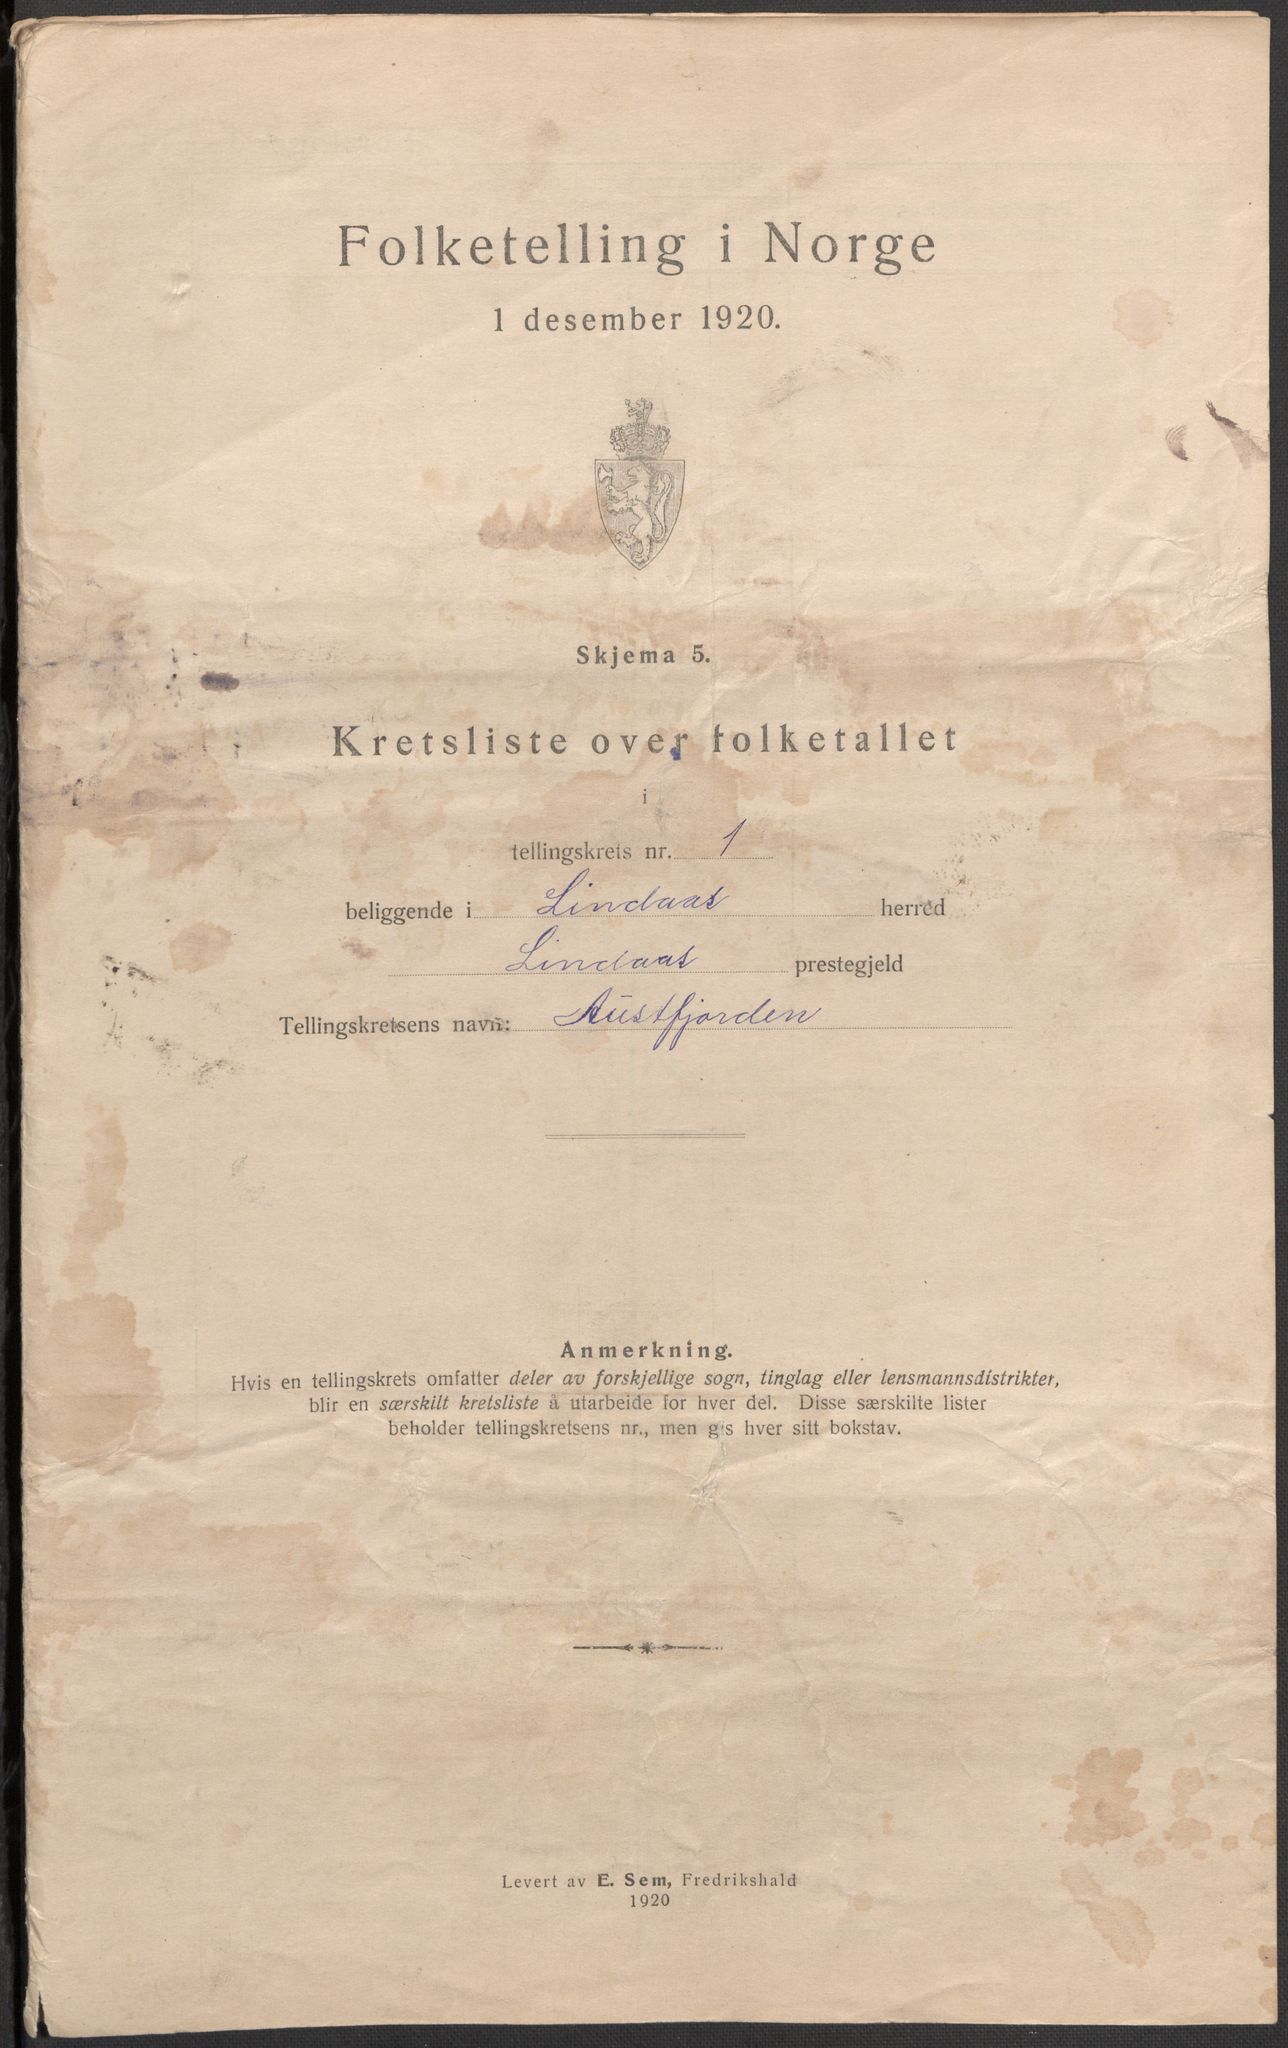 Folketelling i Norge
1 desember 1920.
Skjema 5.
Kretsliste over folketallet
i
tellingskrets nr. 1
beliggende i Lindaas herred
Lindaas prestegjeld
Tellingskretsens navn: Austfjorden
Anmerkning.
Hvis en tellingskrets omfatter deler av forskjellige sogn, tinglag eller lensmannsdistrikter,
blir en særskilt kretsliste å utarbeide for hver del. Disse særskilte lister
beholder tellingskretsens nr., men gis hver sitt bokstav.
Levert av E. Sem, Fredrikshald
1920